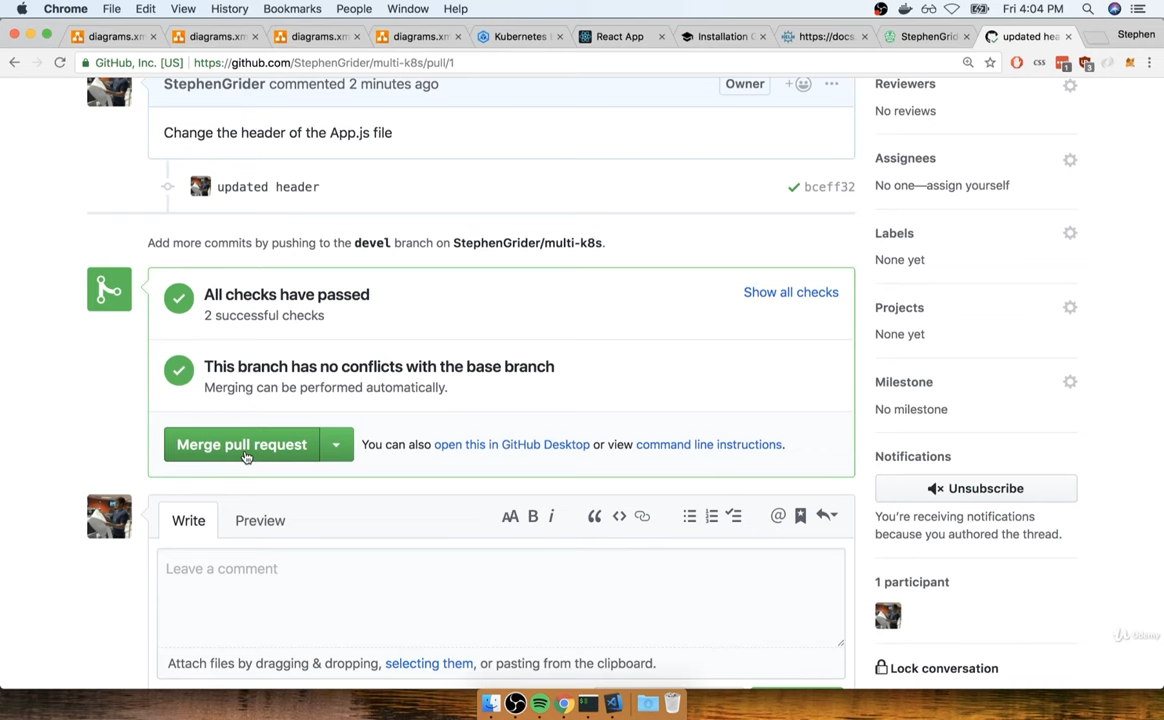 Chrome File Edit View History Bookmarks People Window Help Fri 4:04 PM
diagrams.xm diagrams.xm diagrams.xm diagrams.xm Kubernetes React App Installation https://docs. StephenGrid updated hea Stephen
GitHub, Inc. [US] https://github.com/StephenGrider/multi-k8s/pull/1
StephenGrider commented 2 minutes ago Owner
Change the header of the App.js file
updated header bceff32
Add more commits by pushing to the devel branch on StephenGrider/multi-k8s.
All checks have passed Show all checks
2 successful checks
This branch has no conflicts with the base branch
Merging can be performed automatically.
Merge pull request You can also open this in GitHub Desktop or view command line instructions.
Write Preview AA B i @
Leave a comment
Attach files by dragging & dropping, selecting them, or pasting from the clipboard.
Reviewers
No reviews
Assignees
No one—assign yourself
Labels
None yet
Projects
None yet
Milestone
No milestone
Notifications
Unsubscribe
You're receiving notifications
because you authored the thread.
1 participant
Lock conversation
Udemy